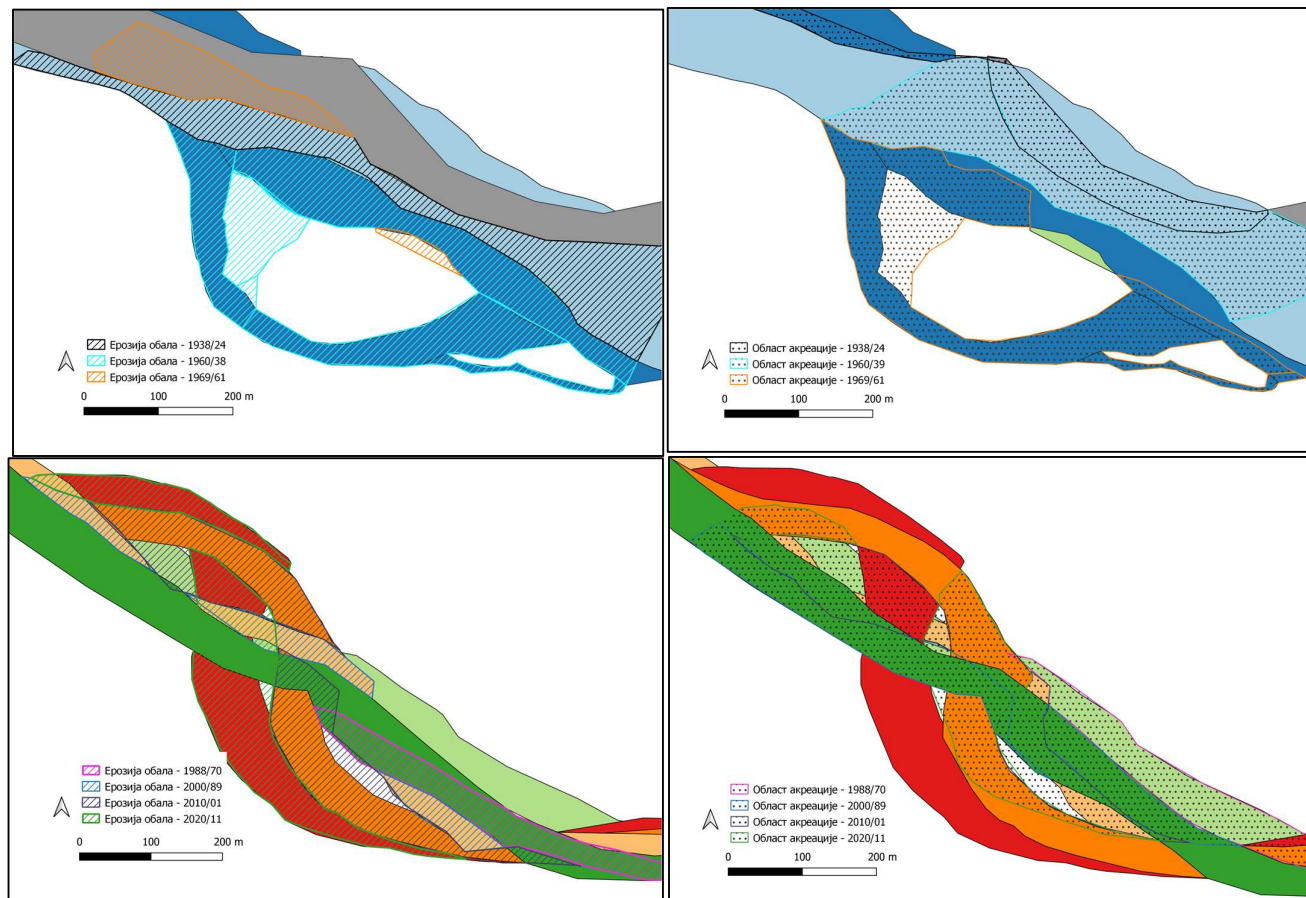 Ерозија обала - 1938/24
Ерозија обала - 1960/38
Ерозија обала - 1969/61
0 100 200 m
Област акреације - 1938/24
Област акреације - 1960/39
Област акреације - 1969/61
0 100 200 m
Ерозија обала - 1988/70
Ерозија обала - 2000/89
Ерозија обала - 2010/01
Ерозија обала - 2020/11
0 100 200 m
Област акреације - 1988/70
Област акреације - 2000/89
Област акреације - 2010/01
Област акреације - 2020/11
0 100 200 m